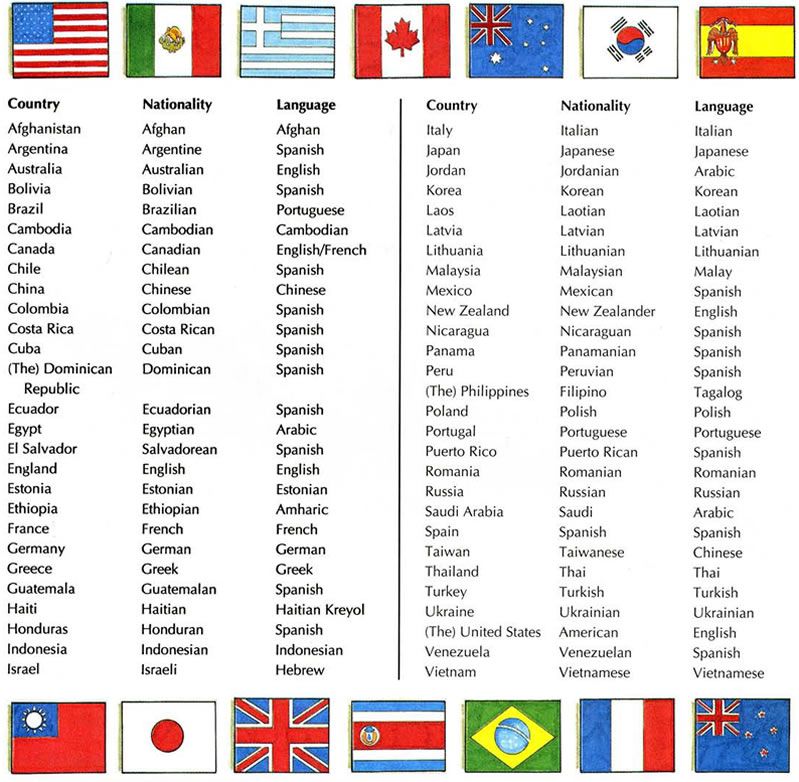 Country Nationality Language
Afghanistan Afghan Afghan
Argentina Argentine Spanish
Australia Australian English
Bolivia Bolivian Spanish
Brazil Brazilian Portuguese
Cambodia Cambodian Cambodian
Canada Canadian English/French
Chile Chilean Spanish
China Chinese Chinese
Colombia Colombian Spanish
Costa Rica Costa Rican Spanish
Cuba Cuban Spanish
(The) Dominican Dominican Spanish
Republic
Ecuador Ecuadorian Spanish
Egypt Egyptian Arabic
El Salvador Salvadorean Spanish
England English English
Estonia Estonian Estonian
Ethiopia Ethiopian Amharic
France French French
Germany German German
Greece Greek Greek
Guatemala Guatemalan Spanish
Haiti Haitian Haitian Kreyol
Honduras Honduran Spanish
Indonesia Indonesian Indonesian
Israel Israeli Hebrew
Country Nationality Language
Italy Italian Italian
Japan Japanese Japanese
Jordan Jordanian Arabic
Korea Korean Korean
Laos Laotian Laotian
Latvia Latvian Latvian
Lithuania Lithuanian Lithuanian
Malaysia Malaysian Malay
Mexico Mexican Spanish
New Zealand New Zealander English
Nicaragua Nicaraguan Spanish
Panama Panamanian Spanish
Peru Peruvian Spanish
(The) Philippines Filipino Tagalog
Poland Polish Polish
Portugal Portuguese Portuguese
Puerto Rico Puerto Rican Spanish
Romania Romanian Romanian
Russia Russian Russian
Saudi Arabia Saudi Arabic
Spain Spanish Spanish
Taiwan Taiwanese Chinese
Thailand Thai Thai
Turkey Turkish Turkish
Ukraine Ukrainian Ukrainian
(The) United States American English
Venezuela Venezuelan Spanish
Vietnam Vietnamese Vietnamese